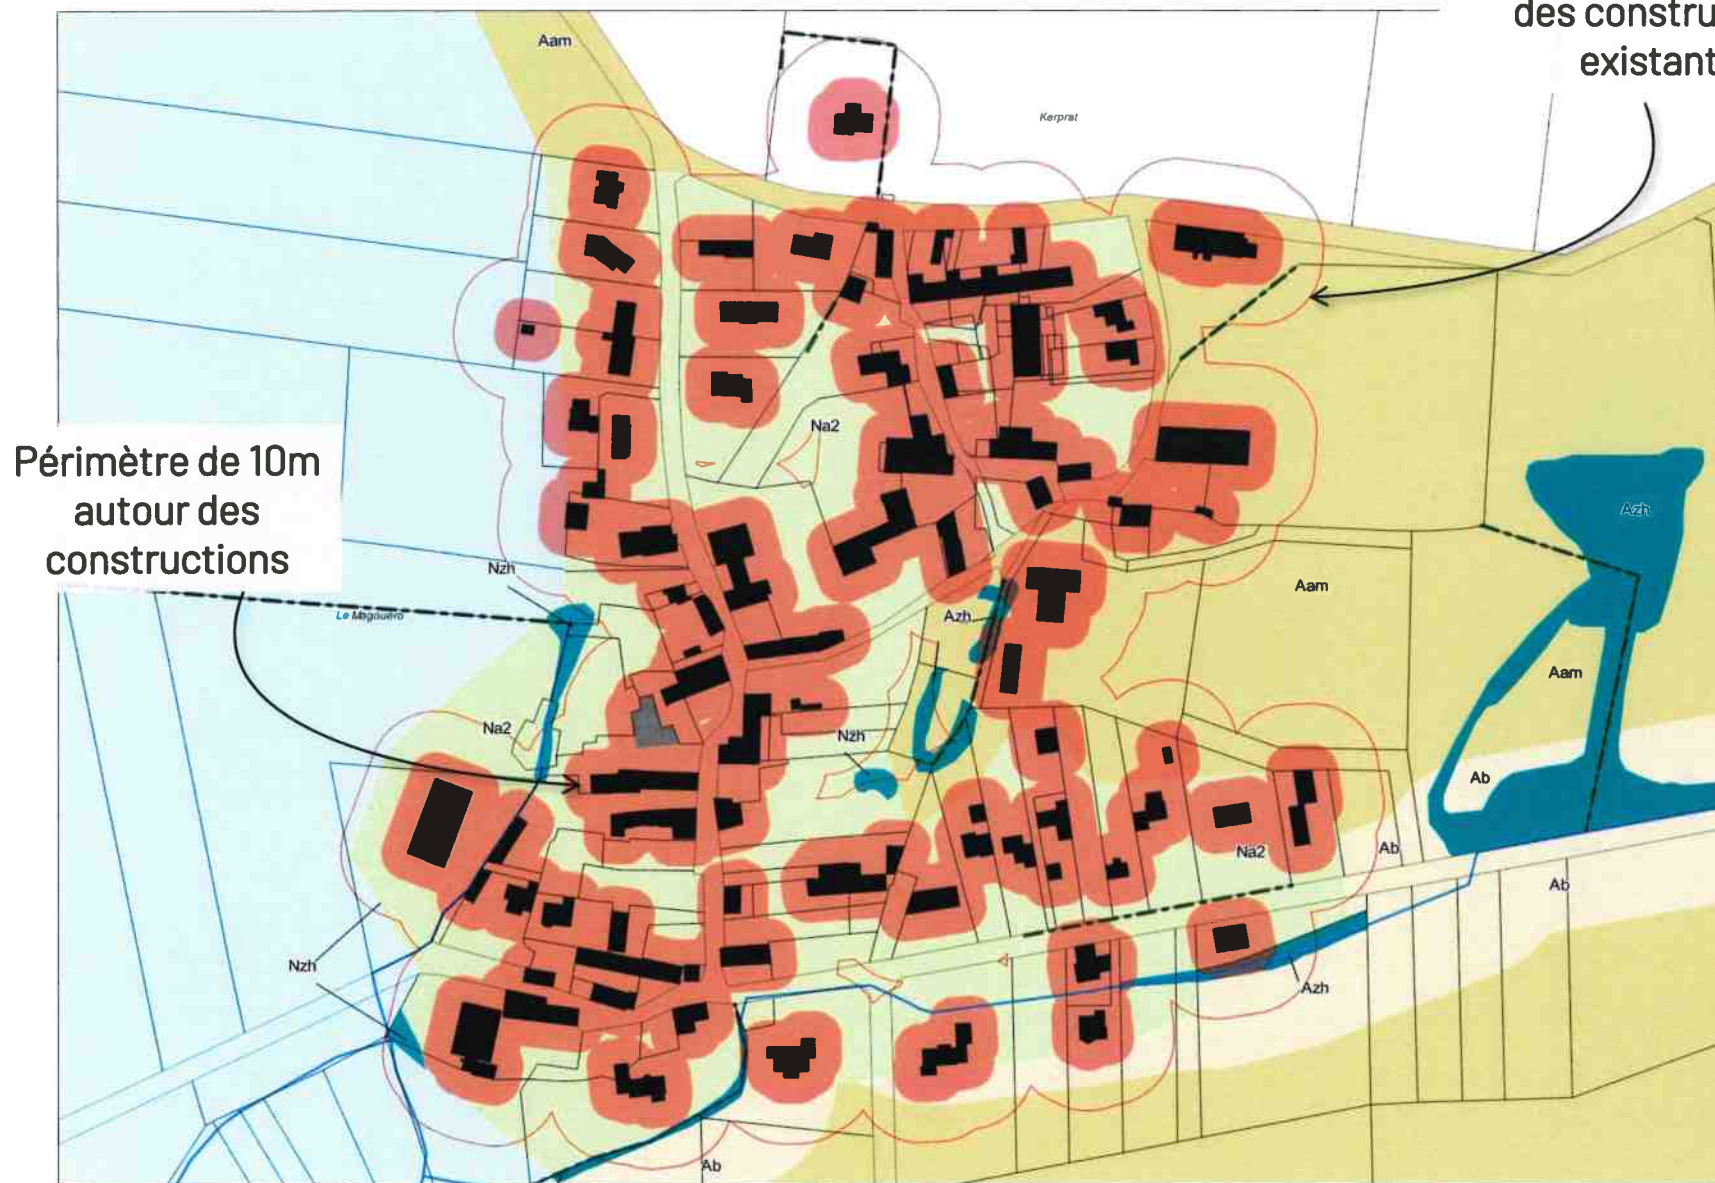 des constru
existant
Aam
Kerprat
Na2
Périmètre de 10m
autour des
constructions
Azh
Nzh
Aam
Le Magouëro
Azh
Aam
Na2
Nzh
Ab
Na2
Ab
Ab
Nzh
Azh
Ab